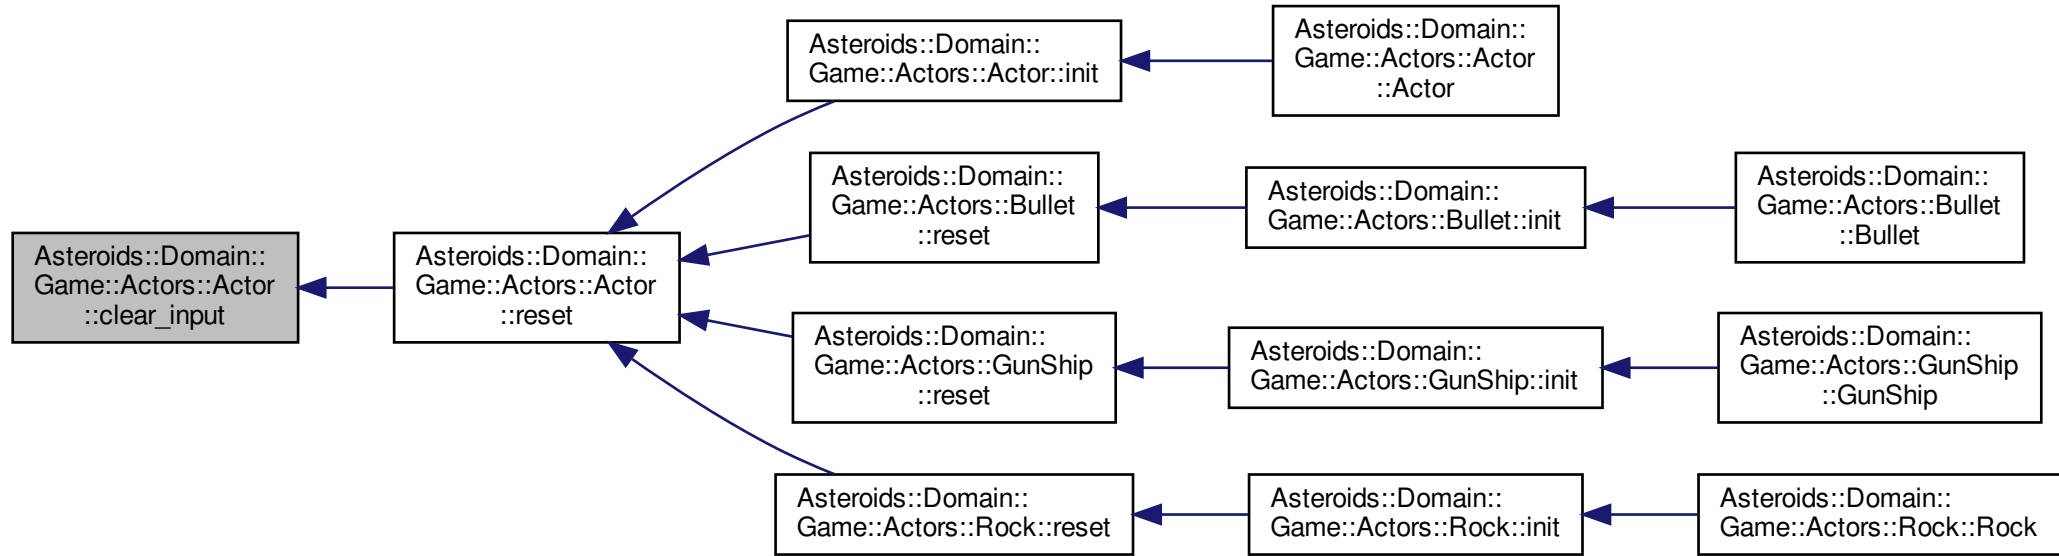 Asteroids::Domain::
Game::Actors::Actor
::clear_input
Asteroids::Domain::
Game::Actors::Actor
::reset
Asteroids::Domain::
Game::Actors::Actor::init
Asteroids::Domain::
Game::Actors::Actor
::Actor
Asteroids::Domain::
Game::Actors::Bullet
::reset
Asteroids::Domain::
Game::Actors::Bullet::init
Asteroids::Domain::
Game::Actors::Bullet
::Bullet
Asteroids::Domain::
Game::Actors::GunShip
::reset
Asteroids::Domain::
Game::Actors::GunShip::init
Asteroids::Domain::
Game::Actors::GunShip
::GunShip
Asteroids::Domain::
Game::Actors::Rock::reset
Asteroids::Domain::
Game::Actors::Rock::init
Asteroids::Domain::
Game::Actors::Rock::Rock